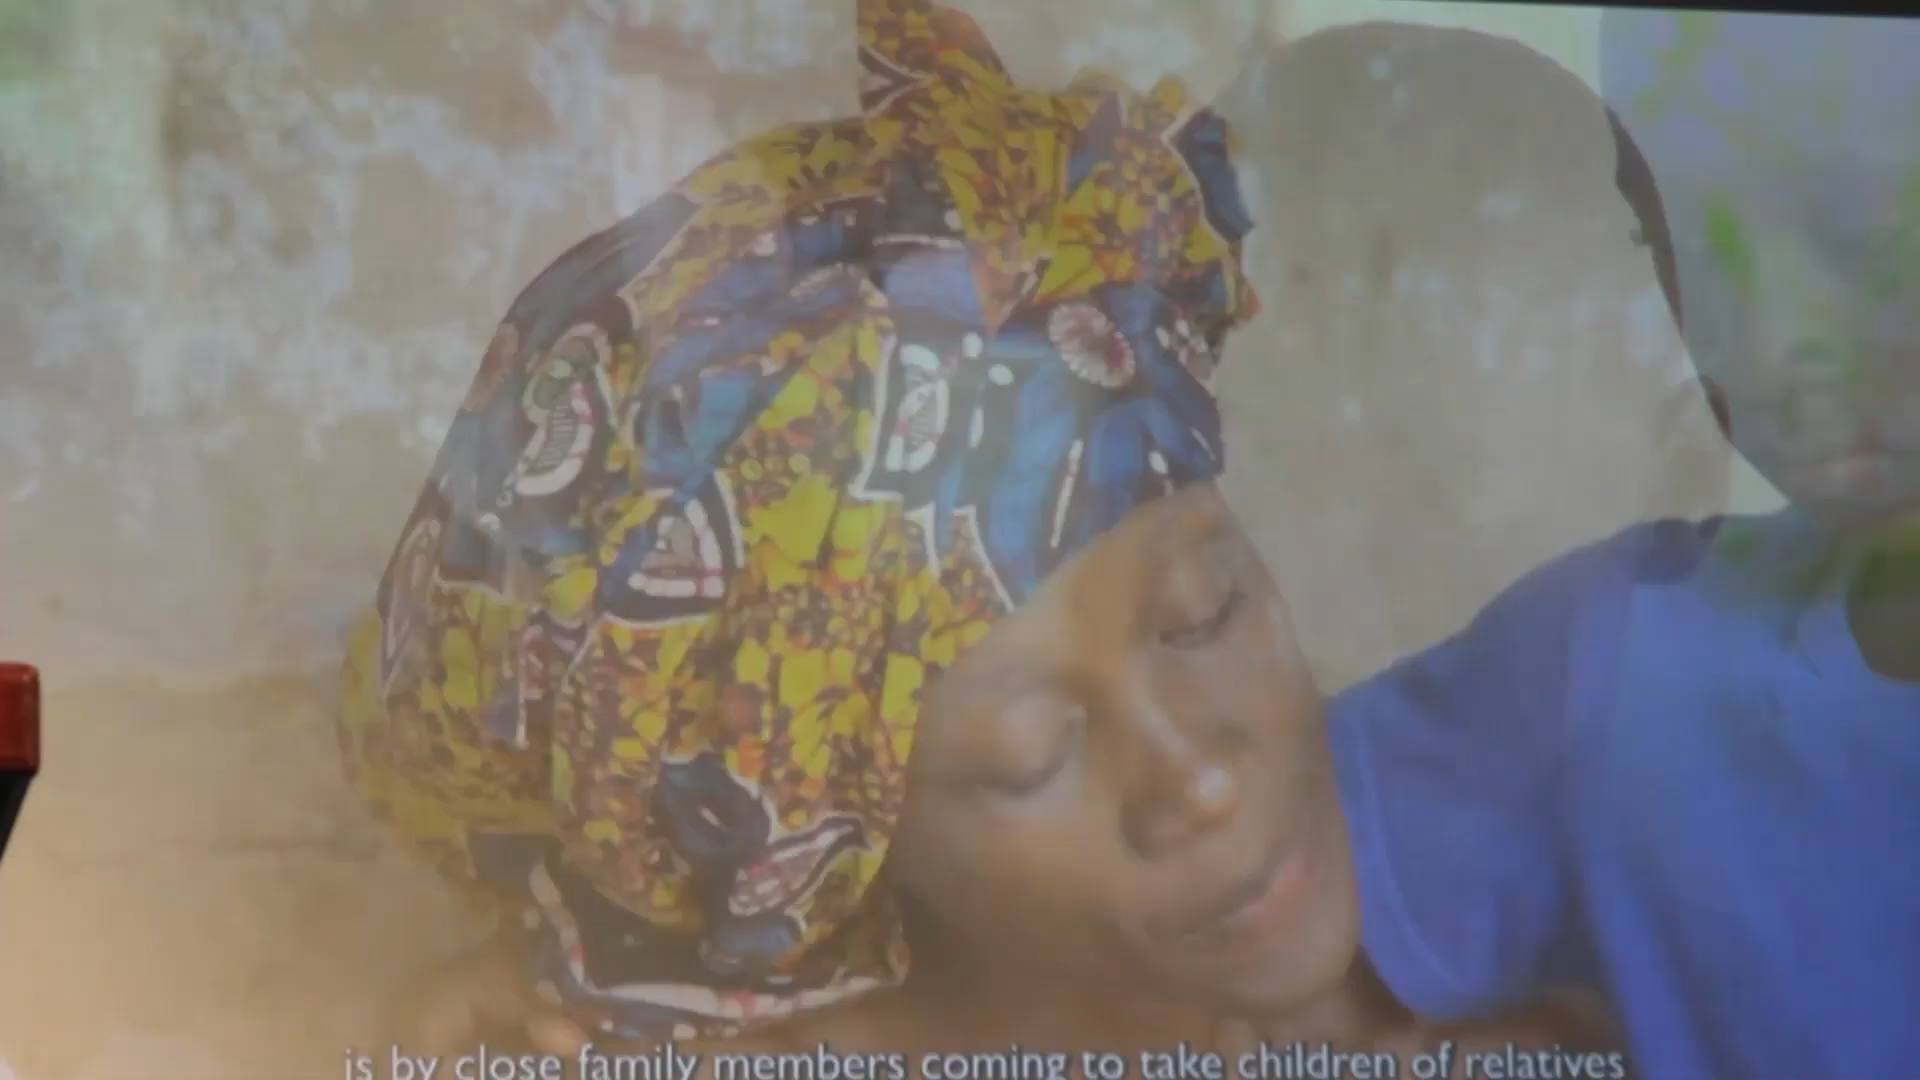 is by close family members coming to take children of relatives